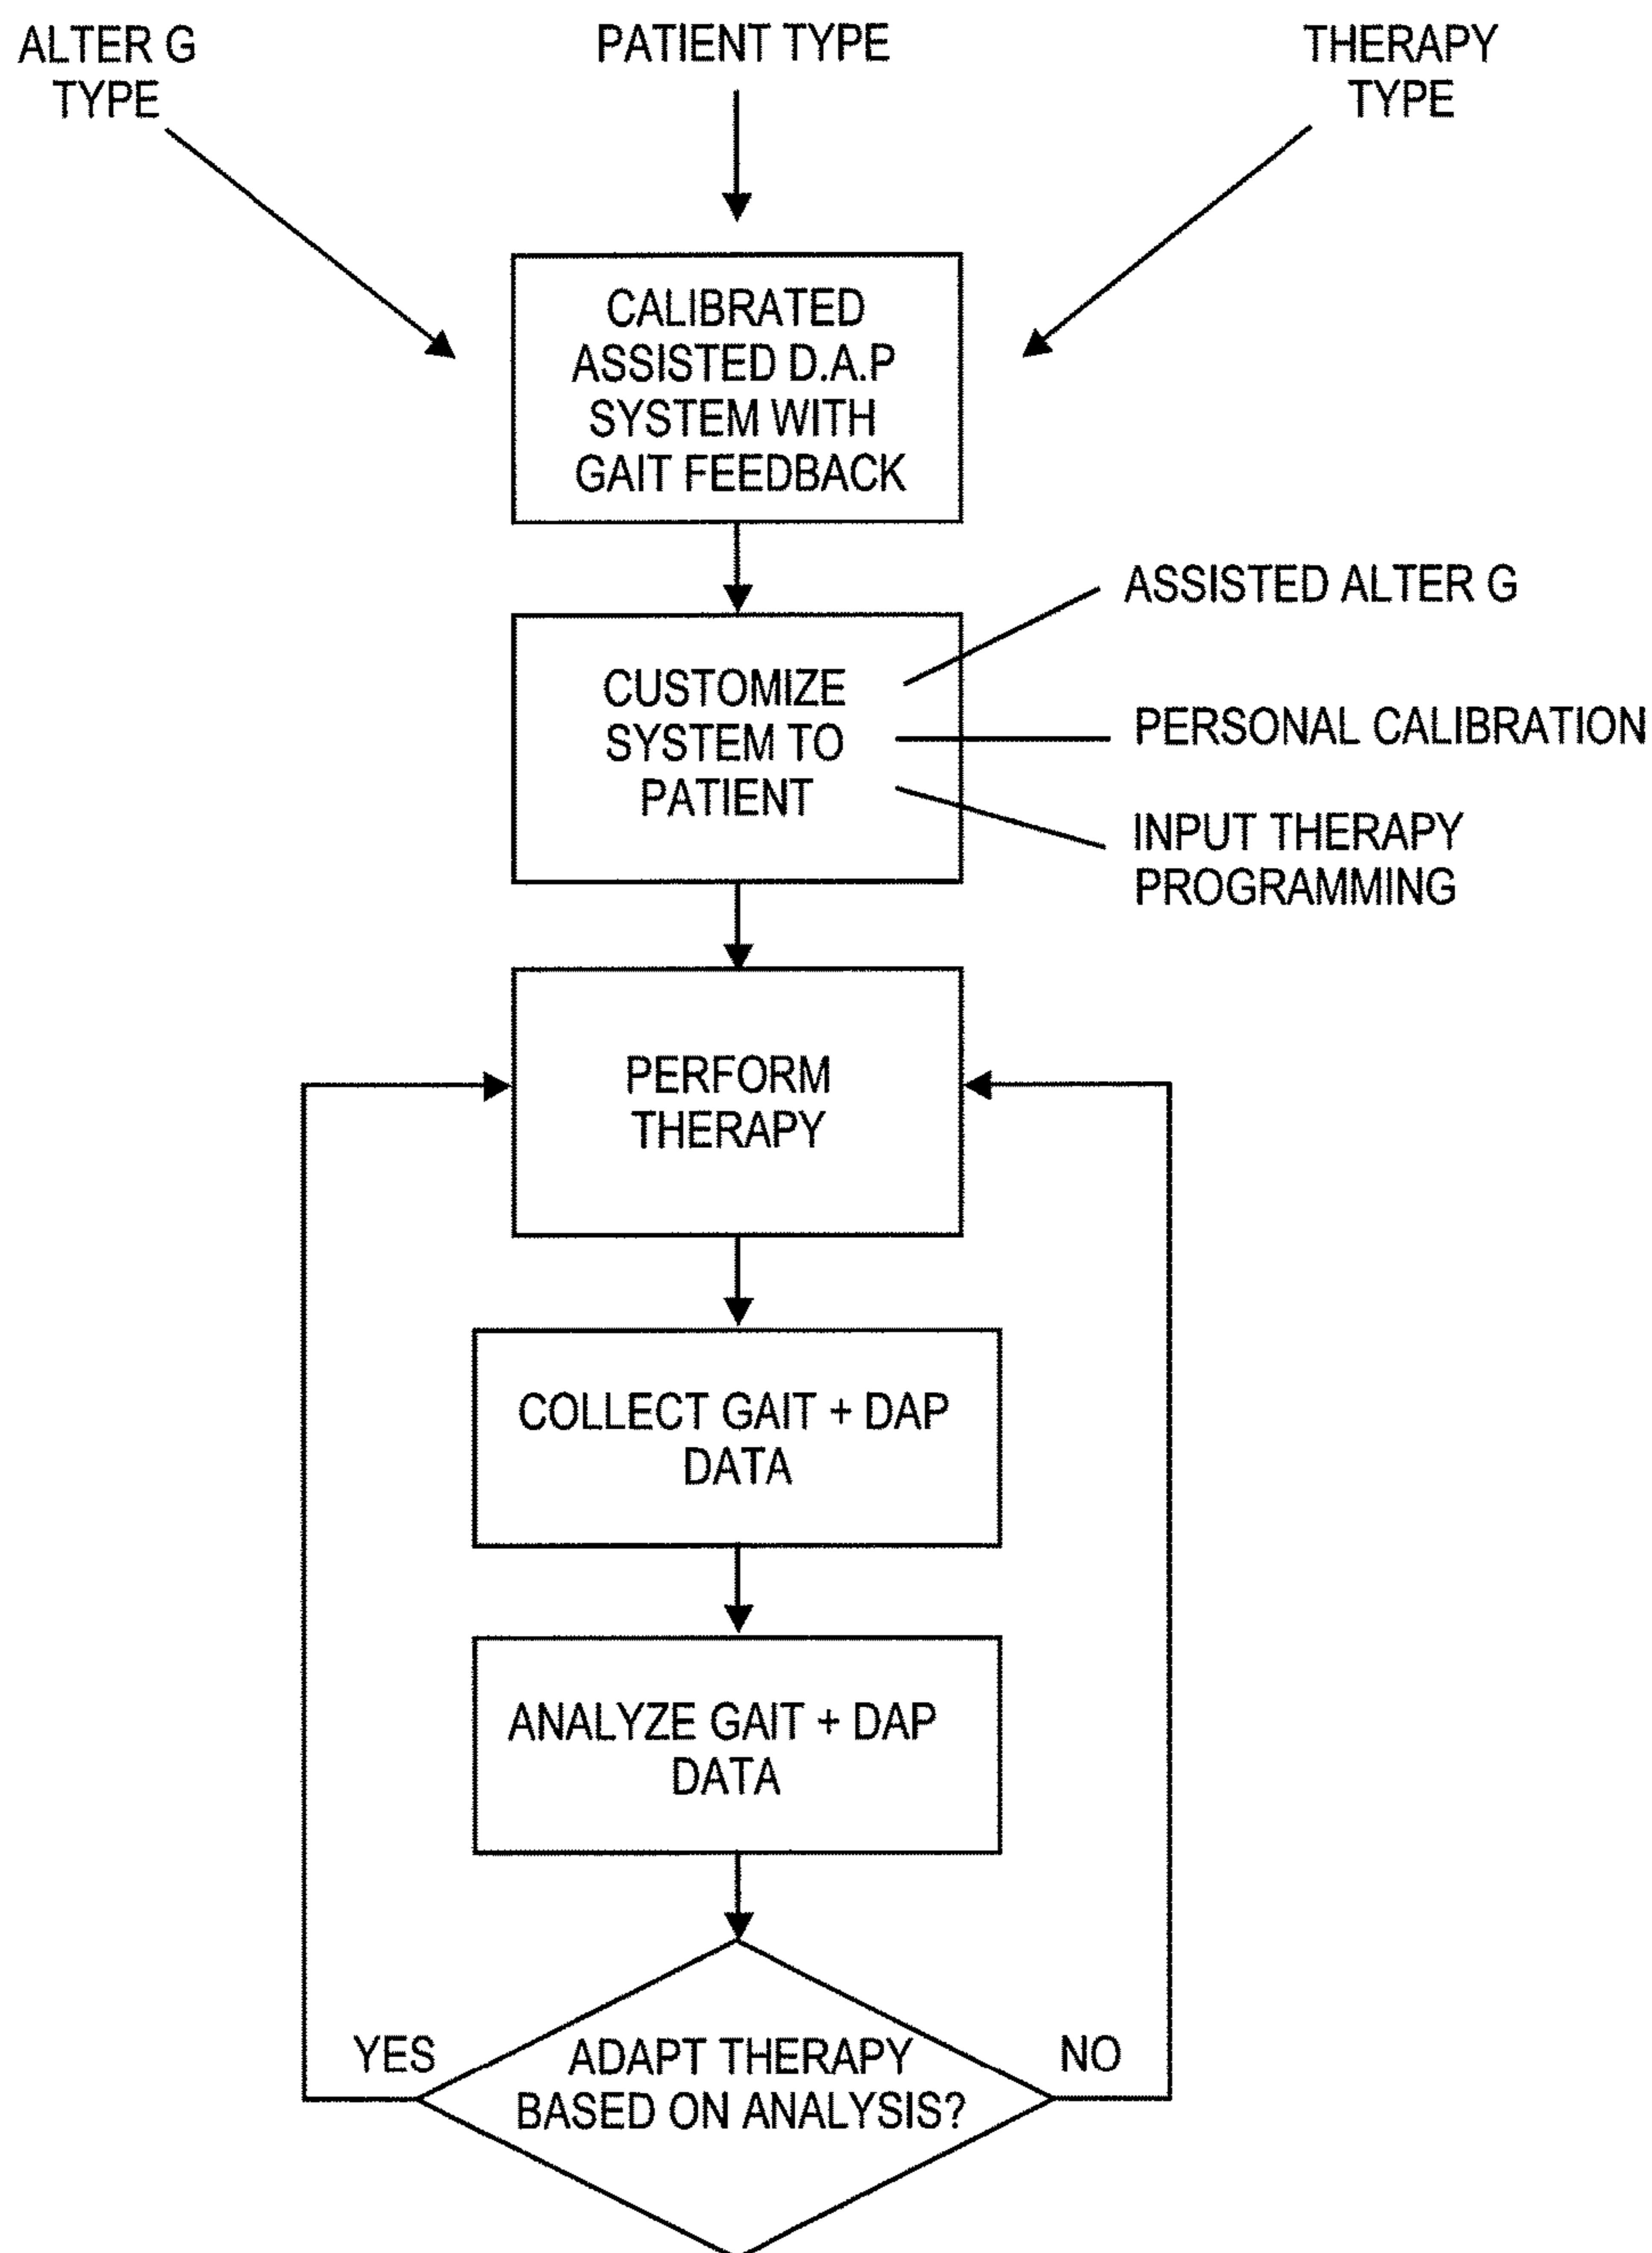 ALTER G
TYPE
PATIENT TYPE
THERAPY
TYPE
CALIBRATED
ASSISTED D.A.P
SYSTEM WITH
GAIT FEEDBACK
CUSTOMIZE
SYSTEM TO
PATIENT
ASSISTED ALTER G
PERSONAL CALIBRATION
INPUT THERAPY
PROGRAMMING
PERFORM
THERAPY
COLLECT GAIT + DAP
DATA
ANALYZE GAIT + DAP
DATA
YES
ADAPT THERAPY
BASED ON ANALYSIS?
NO